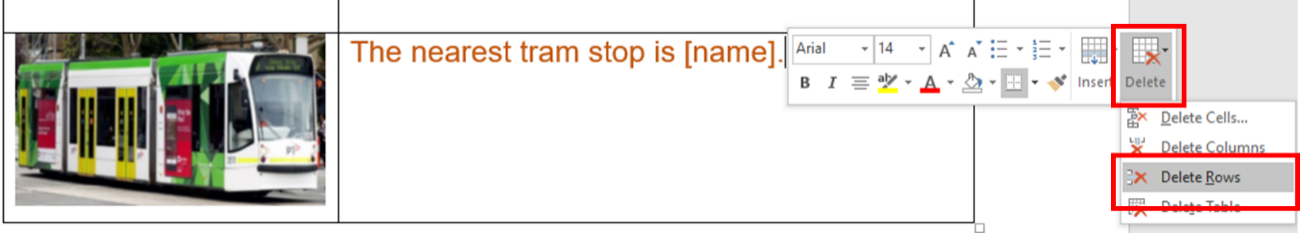 The nearest tram stop is [name].
Arial 14
B I Insert Delete
Delete Cells...
Delete Columns
Delete Rows
Delete Table